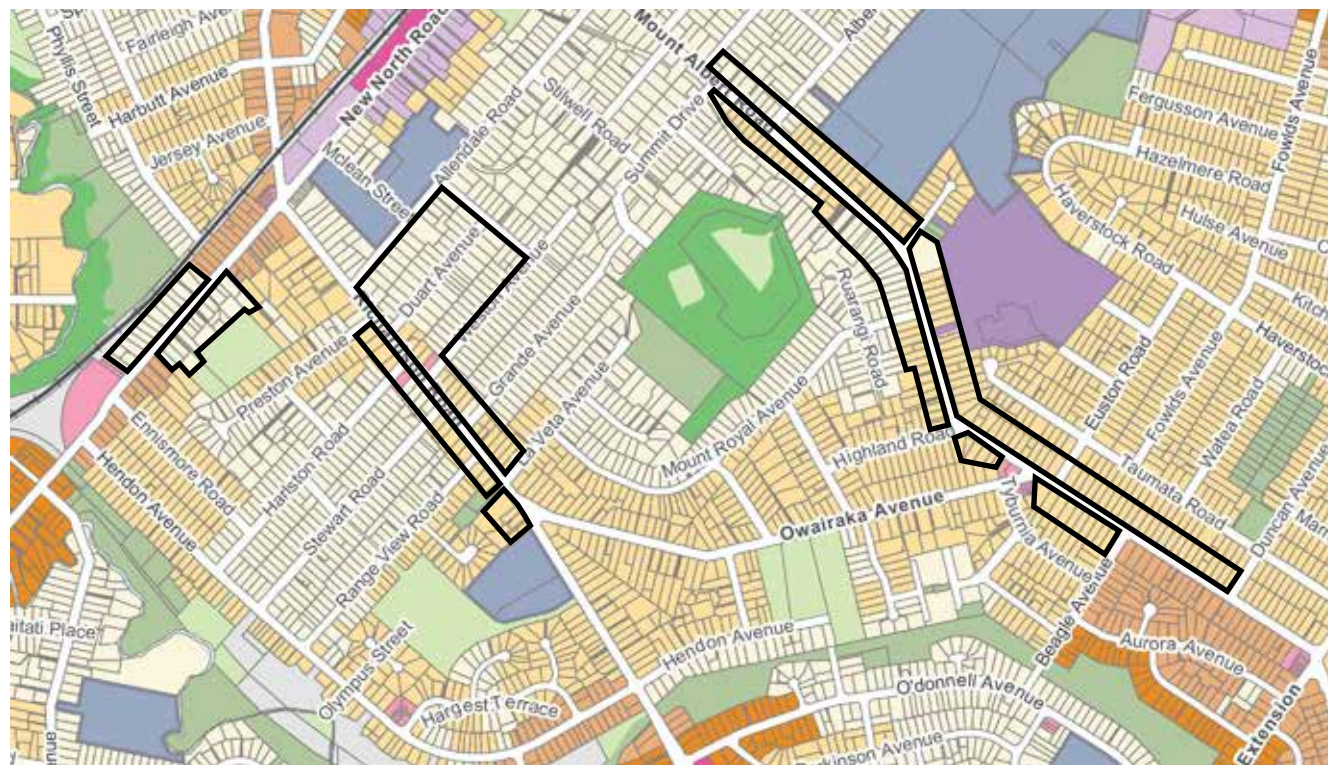 Phyllis Street
Fairleigh Avenue
Harbutt Avenue
Jersey Avenue
New North Road
Mclean Street
Allendale Road
Stilwell Road
Summit Drive
Mount Albert Road
Fergusson Avenue
Hazelmere Road
Fowlds Avenue
Haverstock Road
Hulse Avenue
Duart Avenue
Grande Avenue
La Veta Avenue
Preston Avenue
Ruarangi Road
Mount Royal Avenue
Highland Road
Euston Road
Fowlds Avenue
Watea Road
Taumata Road
Duncan Avenue
Ennismore Road
Hendon Avenue
Harlston Road
Stewart Road
Range View Road
Owairaka Avenue
Tyburnia Avenue
Beagle Avenue
Aurora Avenue
Olympus Street
Hargest Terrace
Hendon Avenue
O'donnell Avenue
Extension